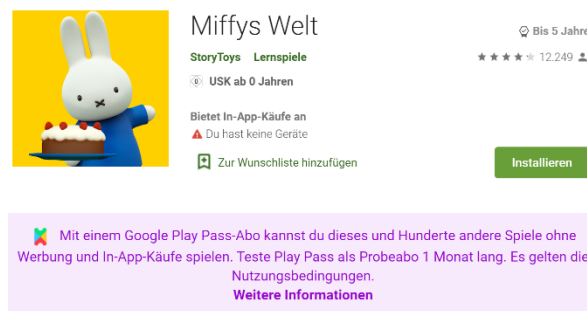 Miffys Welt
Bis 5 Jahre
StoryToys Lernspiele
12.249
USK ab 0 Jahren
Bietet In-App-Käufe an
Du hast keine Geräte
Zur Wunschliste hinzufügen
Installieren
Mit einem Google Play Pass-Abo kannst du dieses und Hunderte andere Spiele ohne
Werbung und In-App-Käufe spielen. Teste Play Pass als Probeabo 1 Monat lang. Es gelten die
Nutzungsbedingungen.
Weitere Informationen